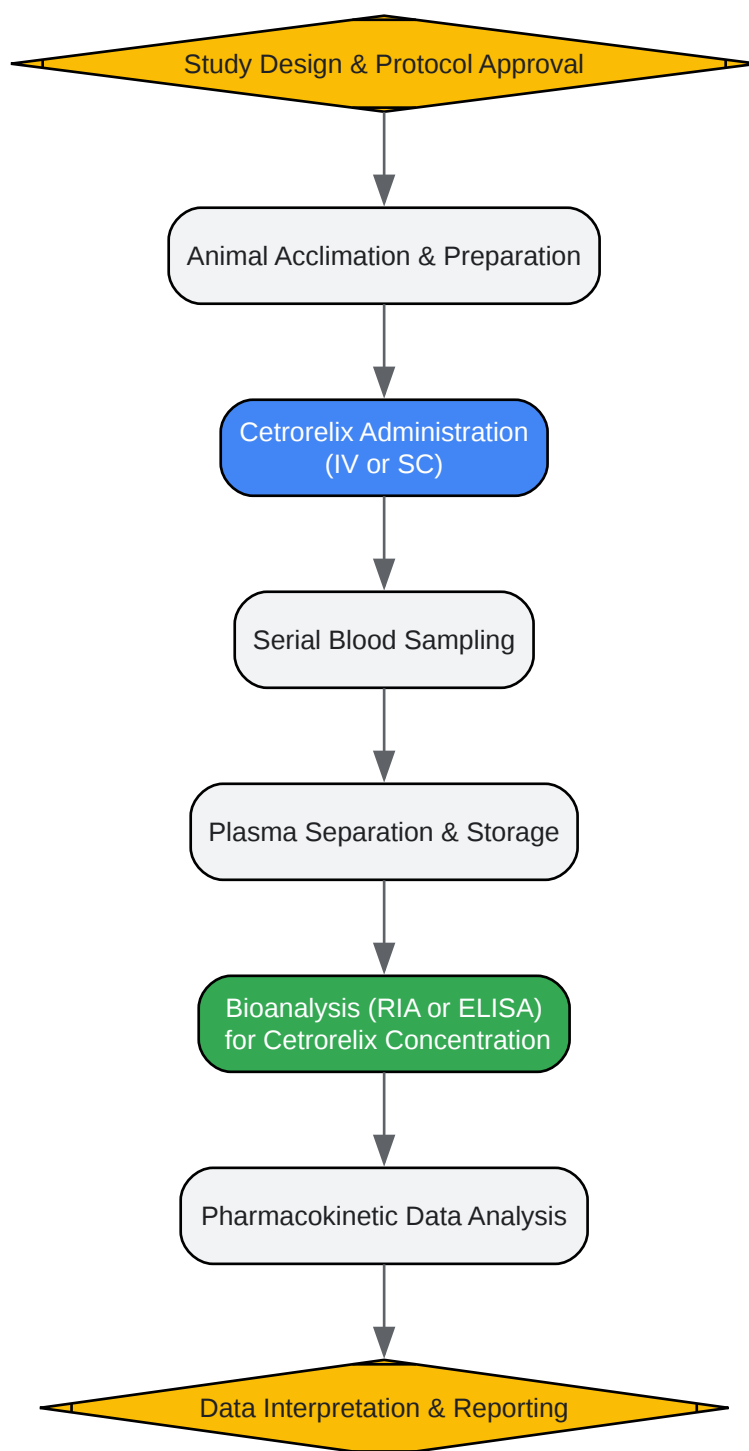 Study Design & Protocol Approval
Animal Acclimation & Preparation
Cetrorelix Administration
(IV or SC)
Serial Blood Sampling
Plasma Separation & Storage
Bioanalysis (RIA or ELISA)
for Cetrorelix Concentration
Pharmacokinetic Data Analysis
Data Interpretation & Reporting